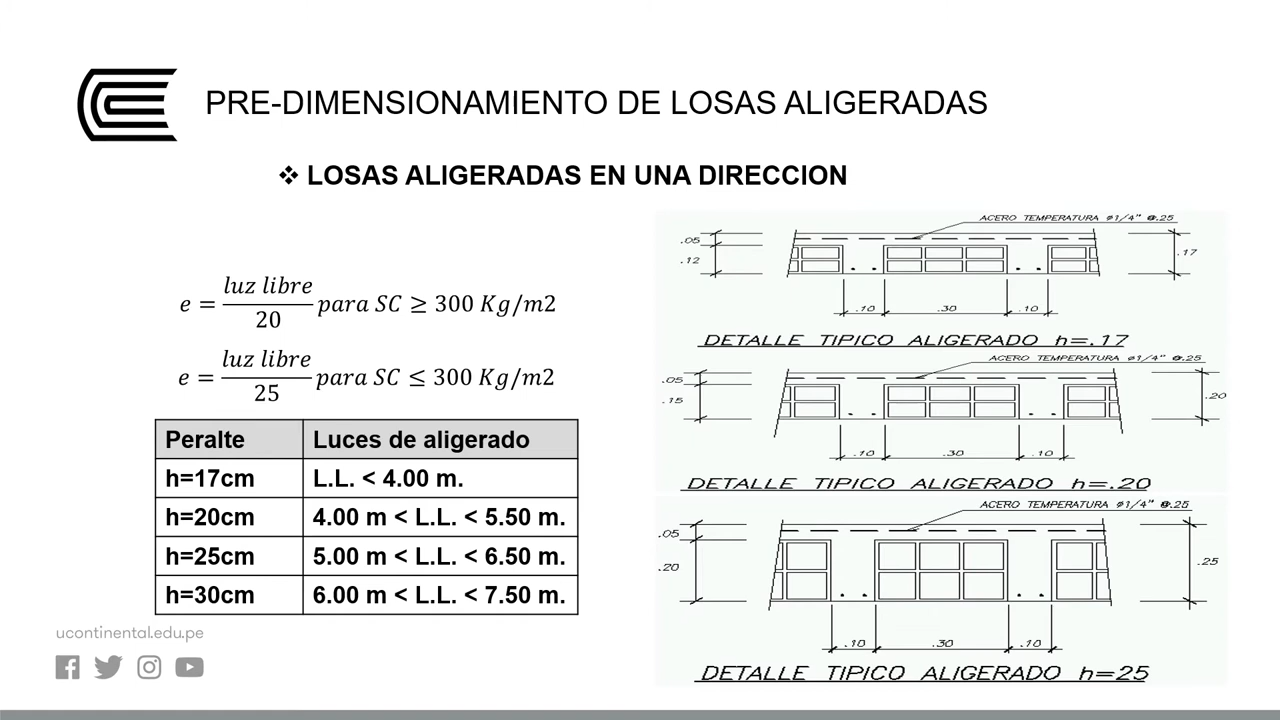 PRE-DIMENSIONAMIENTO DE LOSAS ALIGERADAS
❖ LOSAS ALIGERADAS EN UNA DIRECCION
e = luz libre / 20 para SC ≥ 300 Kg/m2
e = luz libre / 25 para SC ≤ 300 Kg/m2
Peralte Luces de aligerado
h=17cm L.L. < 4.00 m.
h=20cm 4.00 m < L.L. < 5.50 m.
h=25cm 5.00 m < L.L. < 6.50 m.
h=30cm 6.00 m < L.L. < 7.50 m.
ACERO TEMPERATURA ø1/4" @.25
.05
.12
.17
.10 .30 .10
DETALLE TIPICO ALIGERADO h=.17
ACERO TEMPERATURA ø1/4" @.25
.05
.15
.20
.10 .30 .10
DETALLE TIPICO ALIGERADO h=.20
ACERO TEMPERATURA ø1/4" @.25
.05
.20
.25
.10 .30 .10
DETALLE TIPICO ALIGERADO h=25
ucontinental.edu.pe